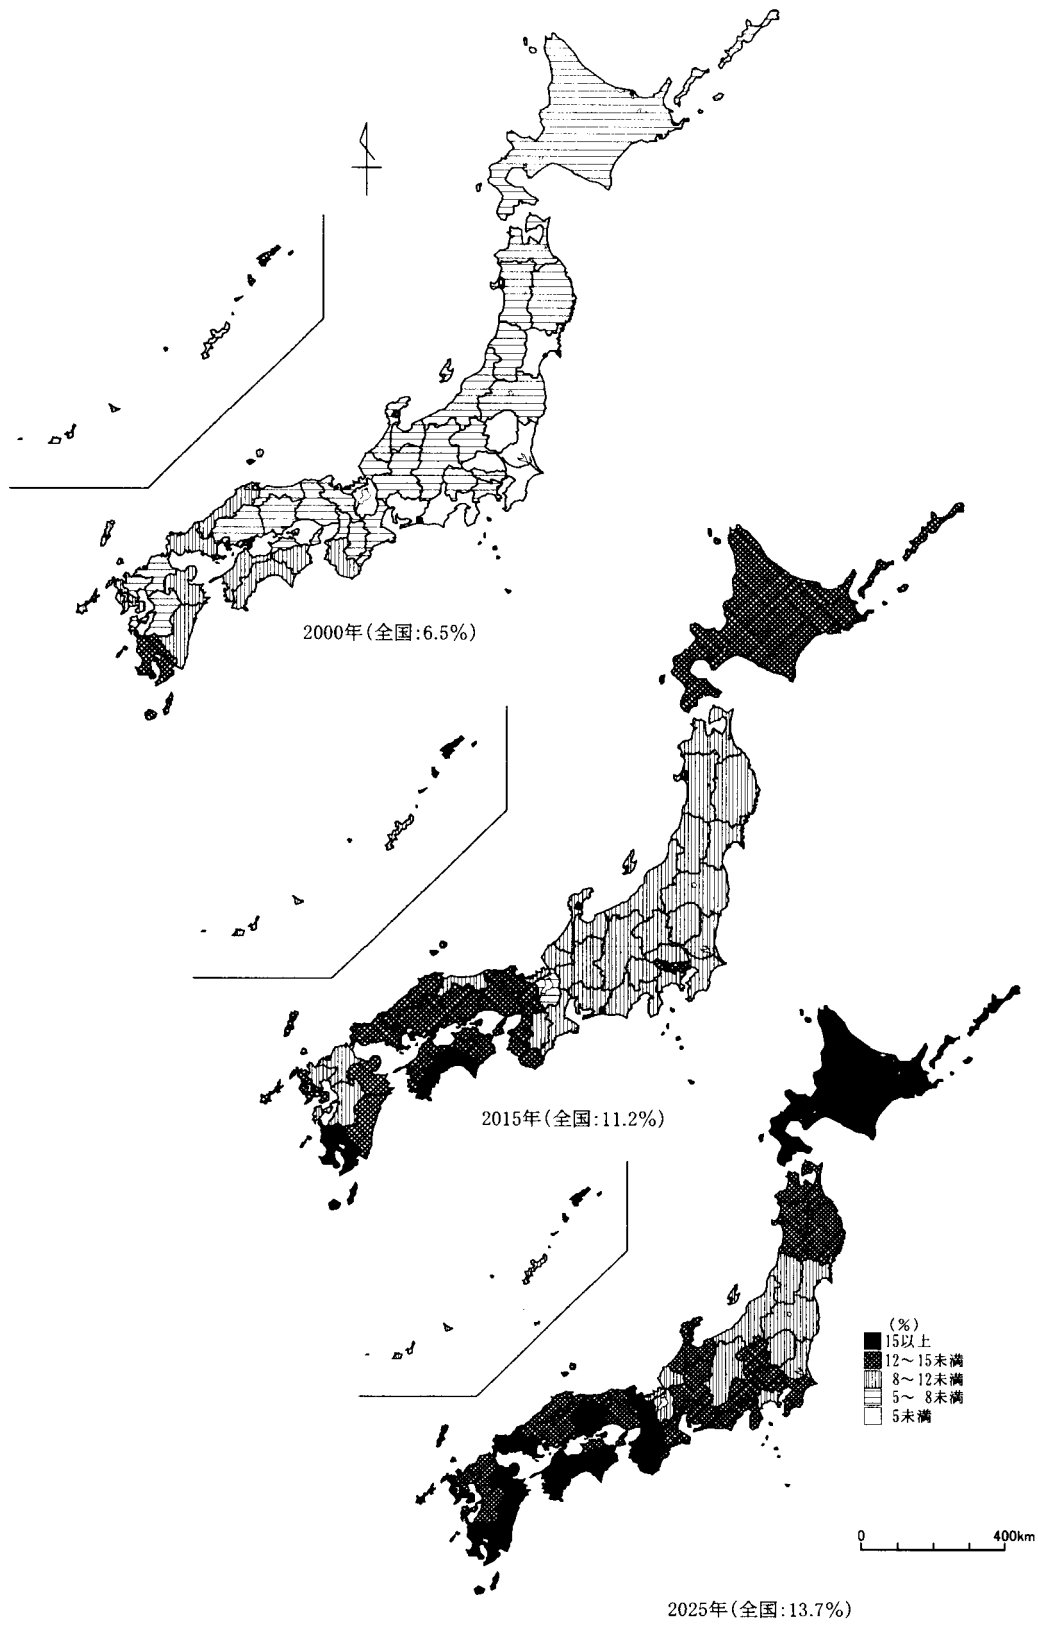 2000年(全国:6.5%)
2015年(全国:11.2%)
(%)
15以上
12～15未満
8～12未満
5～ 8未満
5未満
0 400km
2025年(全国:13.7%)